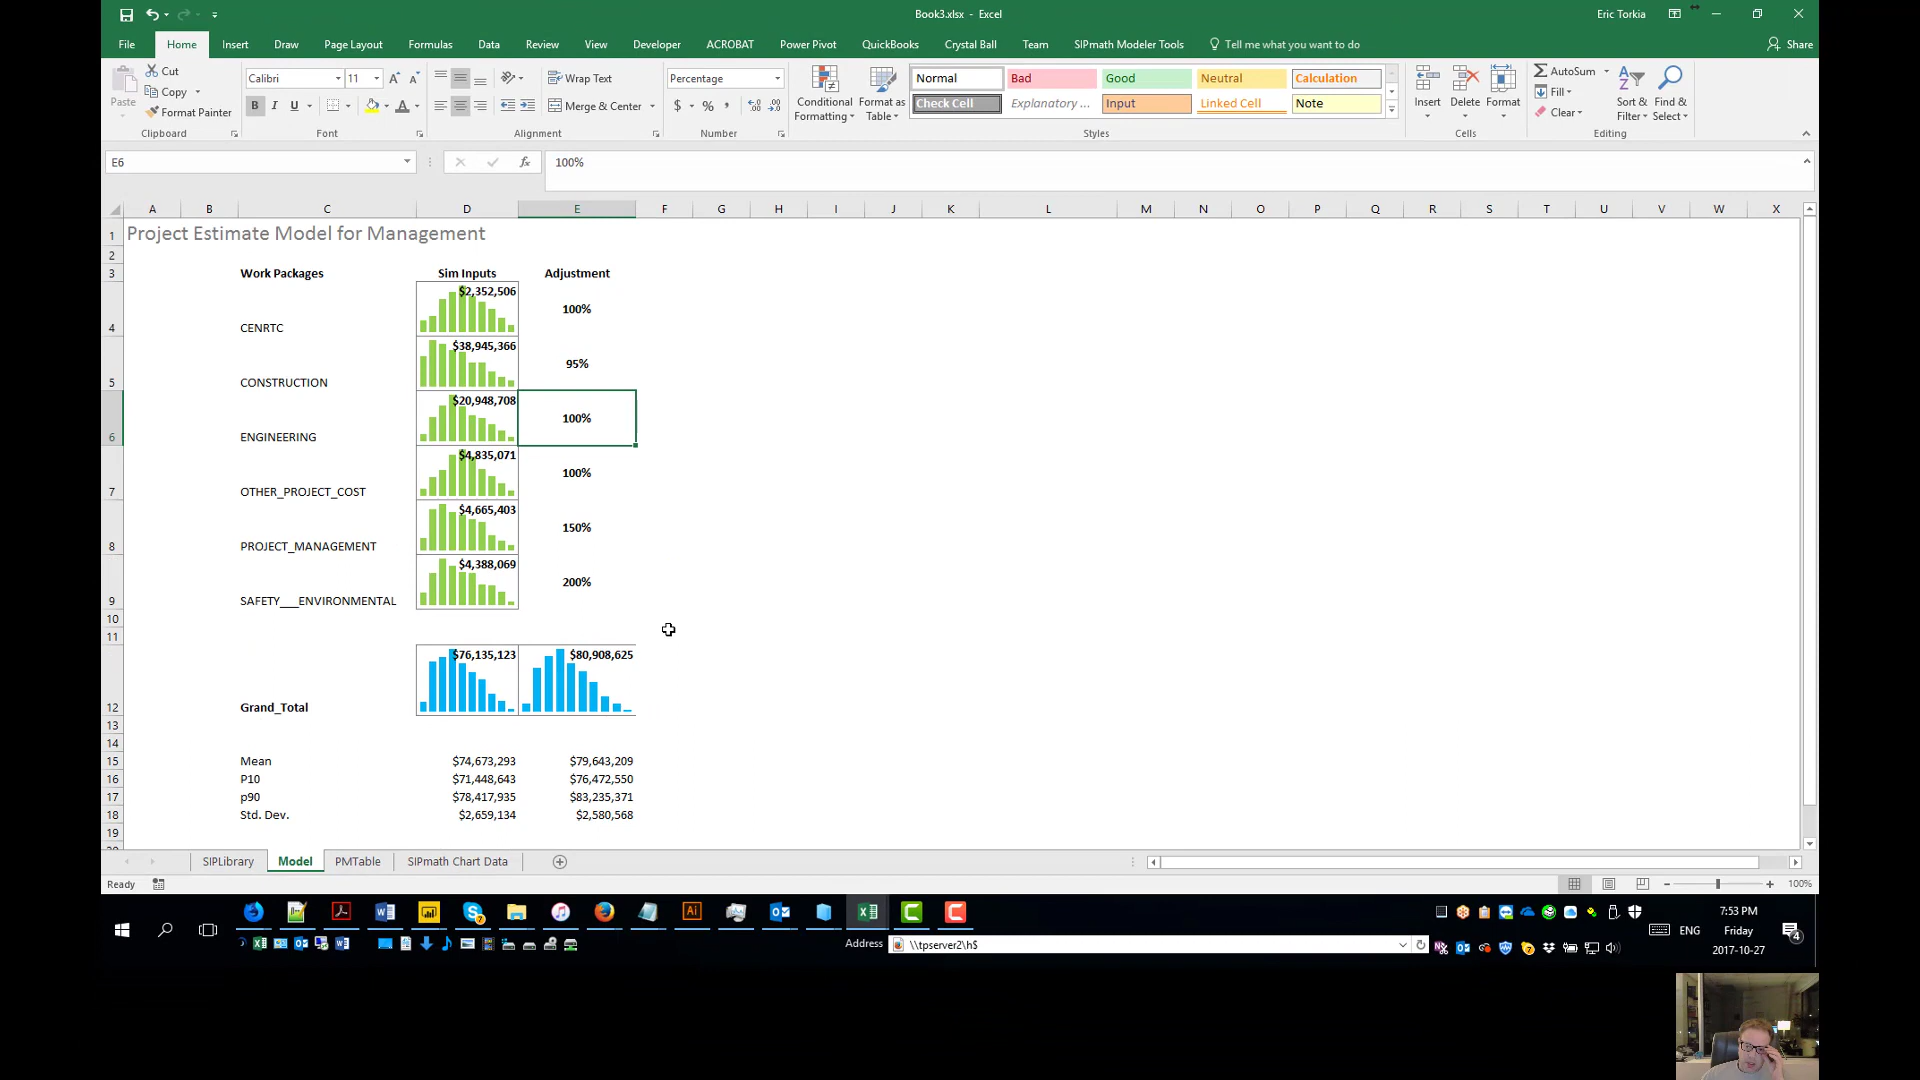 Book3.xlsx - Excel
Eric Torkia
File Home Insert Draw Page Layout Formulas Data Review View Developer ACROBAT Power Pivot QuickBooks Crystal Ball Team SIPmath Modeler Tools Tell me what you want to do Share
Paste Cut Copy Format Painter
Calibri 11
Wrap Text
Merge & Center
Percentage
Conditional Formatting
Format as Table
Normal Bad Good Neutral Calculation
Check Cell Explanatory ... Input Linked Cell Note
Insert Delete Format
AutoSum Fill Clear
Sort & Filter
Find & Select
Clipboard Font Alignment Number Styles Cells Editing
E6 fx 100%
A B C D E F G H I J K L M N O P Q R S T U V W X
1 Project Estimate Model for Management
2
3 Work Packages Sim Inputs Adjustment
4 CENRTC $2,352,506 100%
5 CONSTRUCTION $38,945,366 95%
6 ENGINEERING $20,948,708 100%
7 OTHER_PROJECT_COST $4,835,071 100%
8 PROJECT_MANAGEMENT $4,665,403 150%
9 SAFETY___ENVIRONMENTAL $4,388,069 200%
10
11
12 Grand_Total $76,135,123 $80,908,625
13
14
15 Mean $74,673,293 $79,643,209
16 P10 $71,448,643 $76,472,550
17 p90 $78,417,935 $83,235,371
18 Std. Dev. $2,659,134 $2,580,568
19
SIPLibrary Model PMTable SIPmath Chart Data
Ready 100%
7:53 PM
ENG Friday
Address \\tpserver2\h$ 2017-10-27